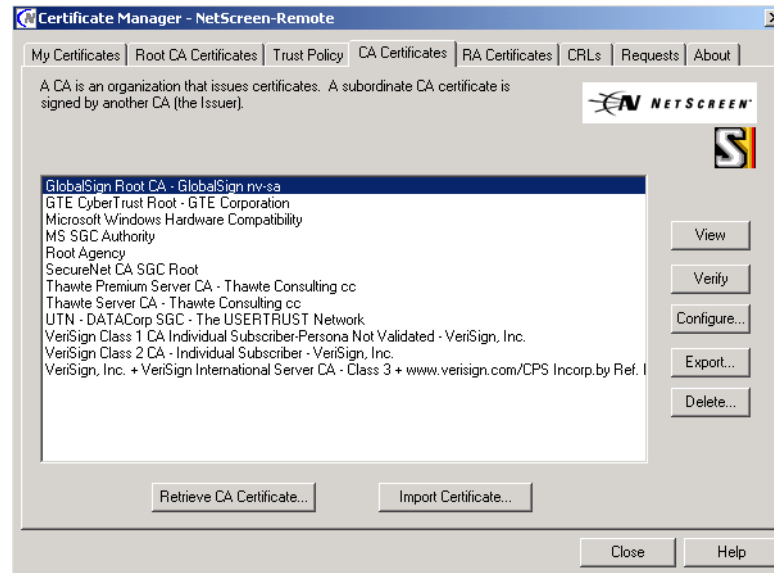 Certificate Manager - NetScreen-Remote
My Certificates
Root CA Certificates
Trust Policy
CA Certificates
RA Certificates
CRLs
Requests
About
A CA is an organization that issues certificates. A subordinate CA certificate is
signed by another CA (the Issuer).
NETSCREEN
GlobalSign Root CA - GlobalSign nv-sa
GTE CyberTrust Root - GTE Corporation
Microsoft Windows Hardware Compatibility
MS SGC Authority
Root Agency
SecureNet CA SGC Root
Thawte Premium Server CA - Thawte Consulting cc
Thawte Server CA - Thawte Consulting cc
UTN - DATACorp SGC - The USERTRUST Network
VeriSign Class 1 CA Individual Subscriber-Persona Not Validated - VeriSign, Inc.
VeriSign Class 2 CA - Individual Subscriber - VeriSign, Inc.
VeriSign, Inc. + VeriSign International Server CA - Class 3 + www.verisign.com/CPS Incorp.by Ref.
View
Verify
Configure...
Export...
Delete...
Retrieve CA Certificate...
Import Certificate...
Close
Help